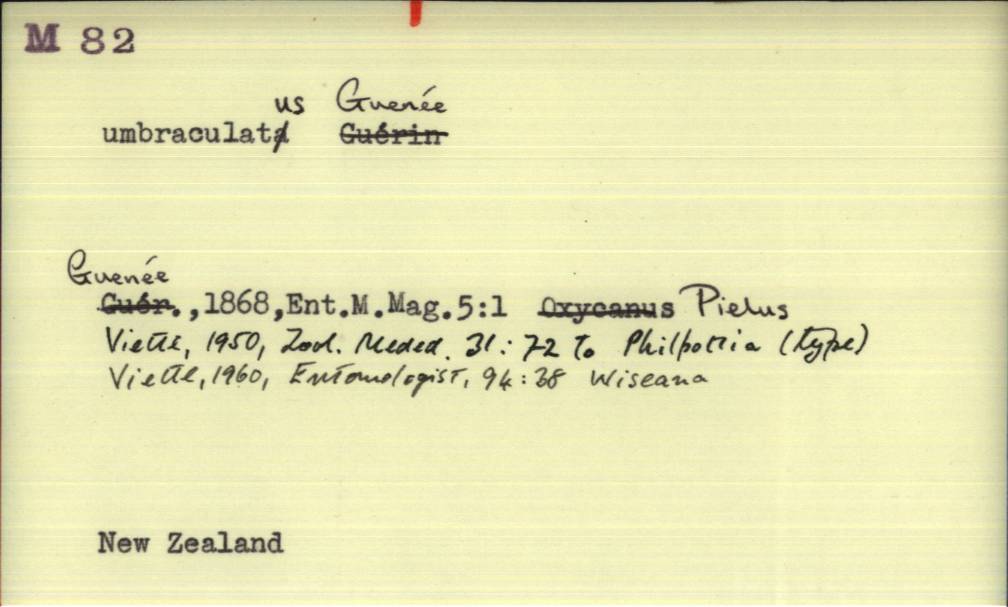 M 82
us Guenée
umbraculata Guérin
Guenée
Guér.,1868,Ent.M.Mag.5:1 Oxycanus Pielus
Viette, 1950, Zool. Meded. 31: 72 To Philpottia (type)
Viette, 1960, Entomologist, 94:38 Wiseana
New Zealand